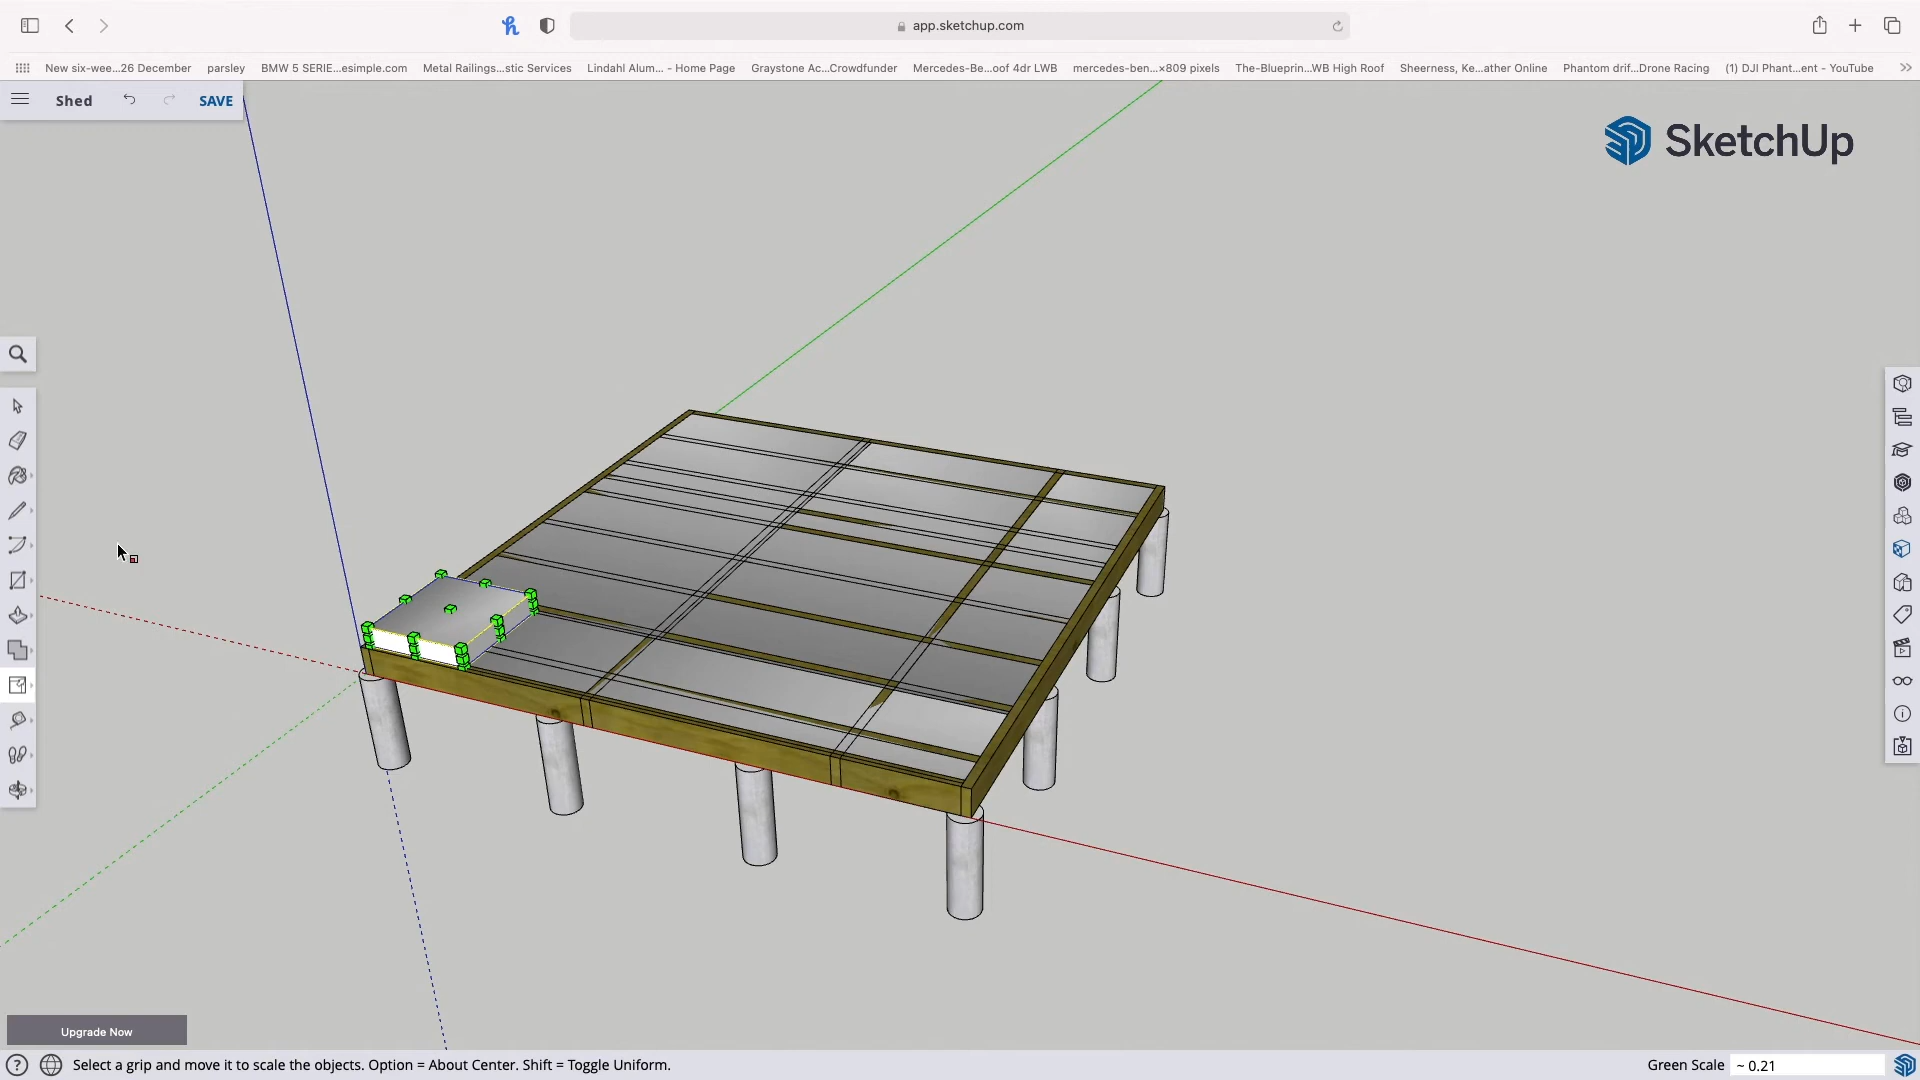 app.sketchup.com
New six-wee...26 December parsley BMW 5 SERIE...esimple.com Metal Railings...stic Services Lindahl Alum... - Home Page Graystone Ac...Crowdfunder Mercedes-Be...oof 4dr LWB mercedes-ben...×809 pixels The-Blueprin...WB High Roof Sheerness, Ke...ather Online Phantom drif...Drone Racing (1) DJI Phant...ent - YouTube
Shed SAVE
SketchUp
Upgrade Now
Select a grip and move it to scale the objects. Option = About Center. Shift = Toggle Uniform. Green Scale ~ 0.21